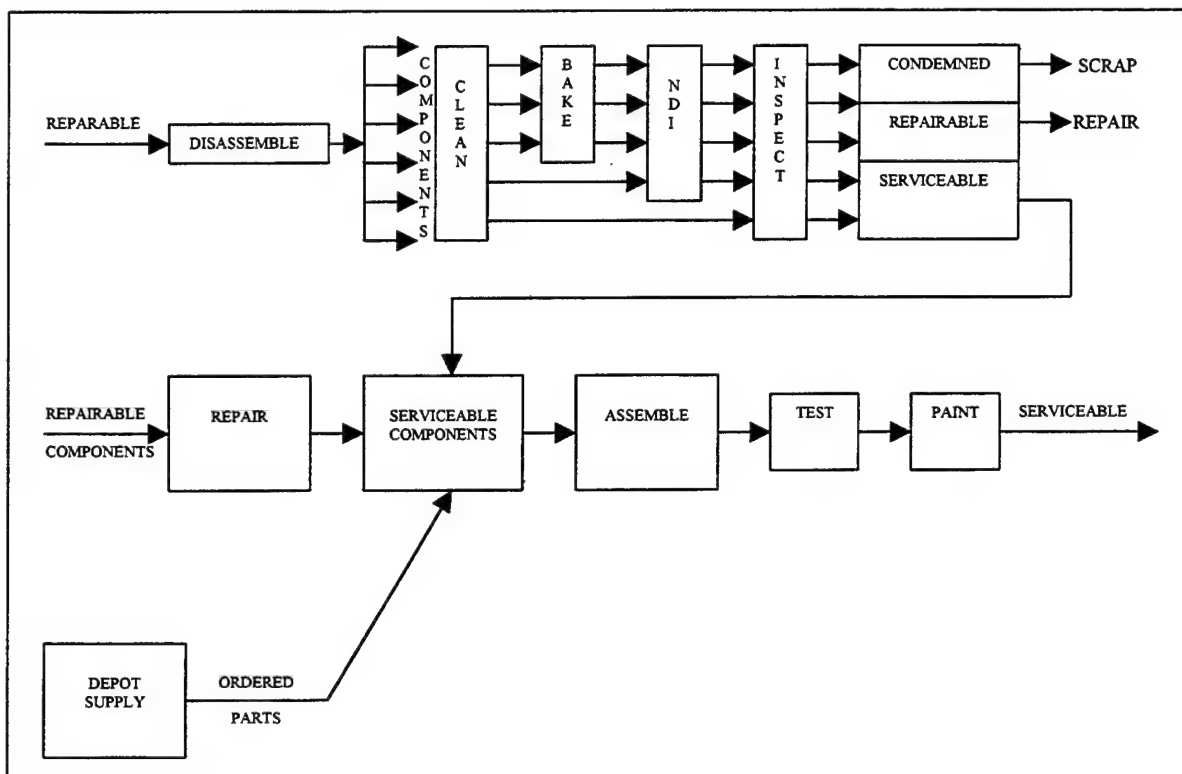 REPARABLE
DISASSEMBLE
COMPONENTS
CLEAN
BAKE
NDI
INSPECT
CONDEMNED
SCRAP
REPAIRABLE
REPAIR
SERVICEABLE
REPAIRABLE
COMPONENTS
REPAIR
SERVICEABLE
COMPONENTS
ASSEMBLE
TEST
PAINT
SERVICEABLE
DEPOT
SUPPLY
ORDERED
PARTS